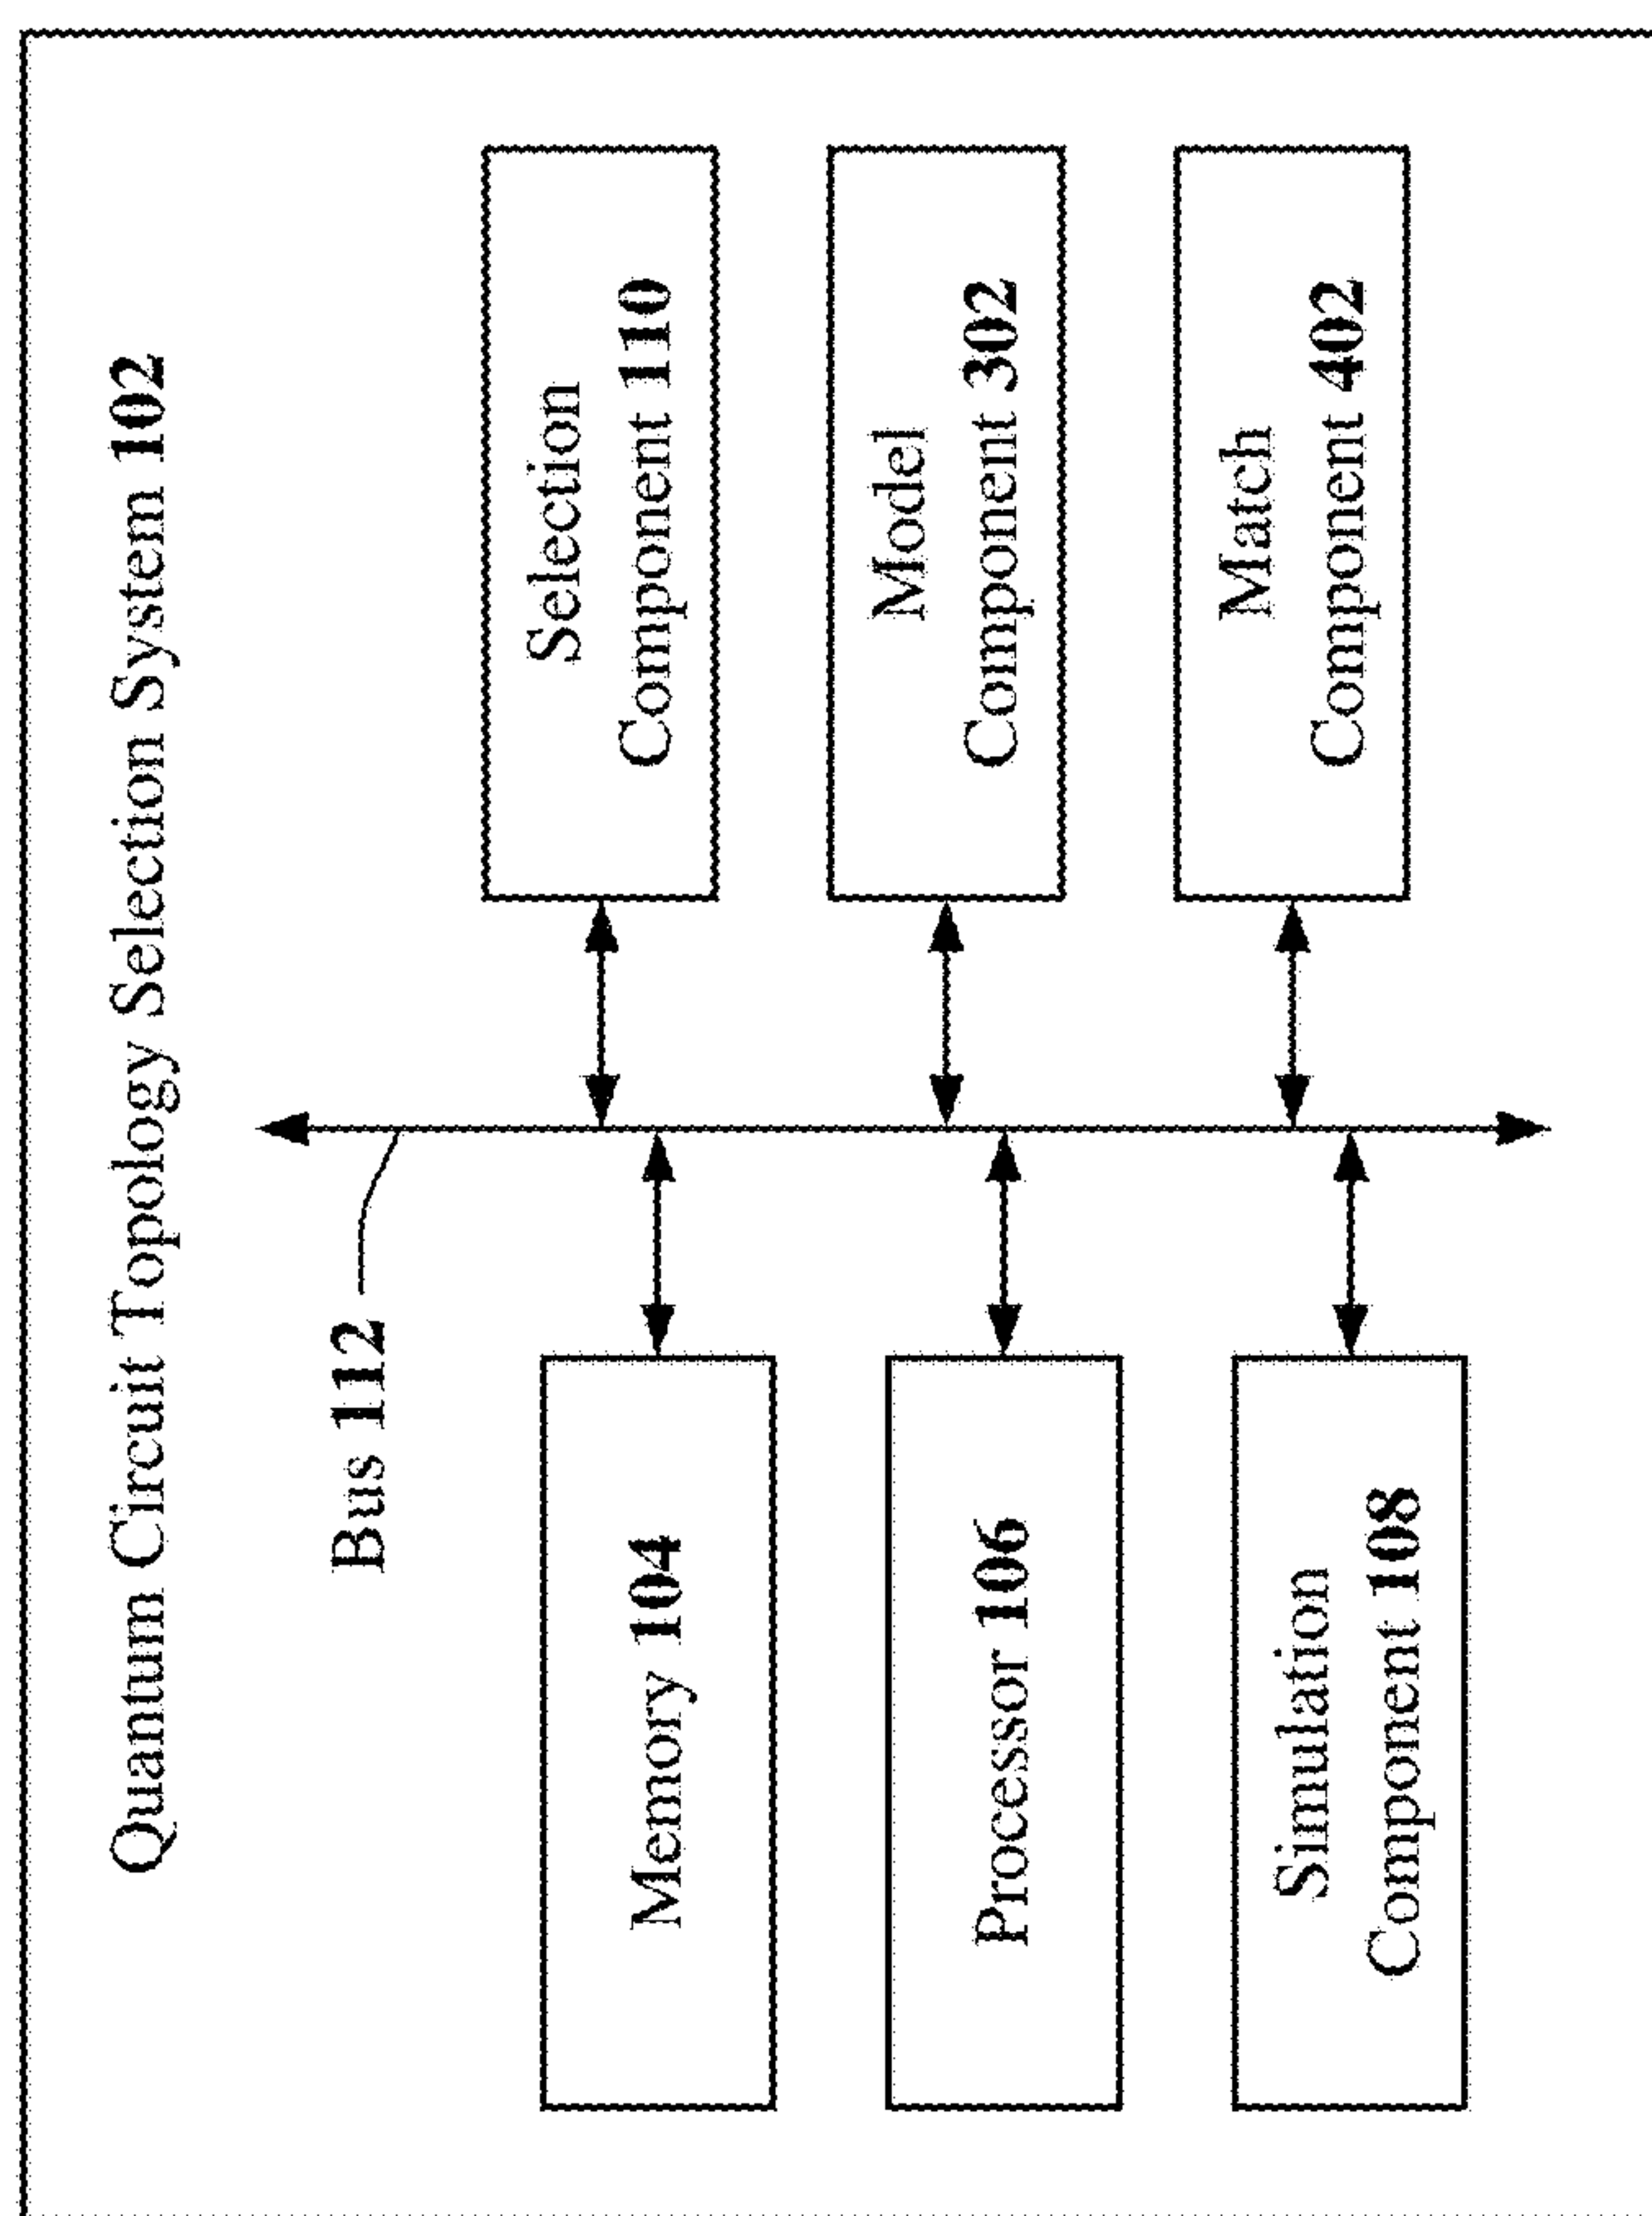 Quantum Circuit Topology Selection System 102
Bus 112
Memory 104
Selection
Component 110
Processor 106
Model
Component 302
Simulation
Component 108
Match
Component 402